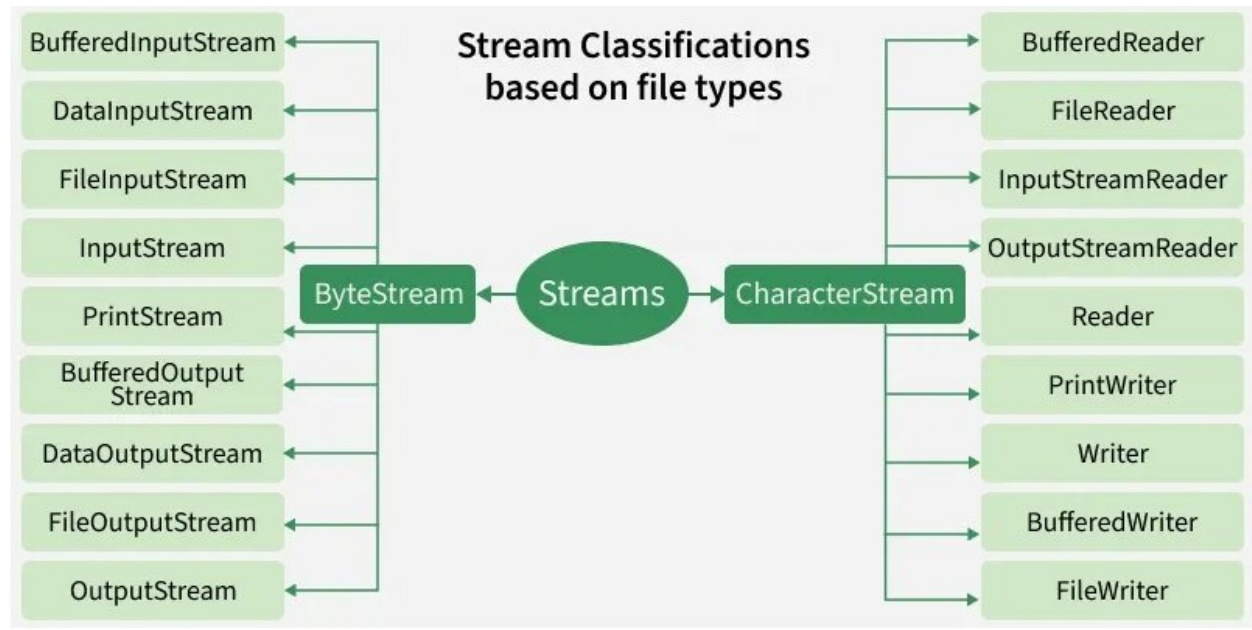 Stream Classifications
based on file types
BufferedInputStream
DataInputStream
FileInputStream
InputStream
PrintStream
BufferedOutput
Stream
DataOutputStream
FileOutputStream
OutputStream
ByteStream
Streams
CharacterStream
BufferedReader
FileReader
InputStreamReader
OutputStreamReader
Reader
PrintWriter
Writer
BufferedWriter
FileWriter